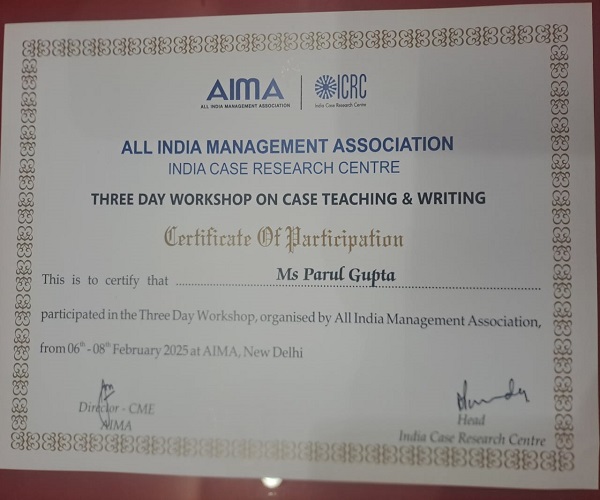 AIMA
ALL INDIA MANAGEMENT ASSOCIATION
ICRC
India Case Research Centre
ALL INDIA MANAGEMENT ASSOCIATION
INDIA CASE RESEARCH CENTRE
THREE DAY WORKSHOP ON CASE TEACHING & WRITING
Certificate Of Participation
This is to certify that Ms Parul Gupta
participated in the Three Day Workshop, organised by All India Management Association,
from 06th - 08th February 2025 at AIMA, New Delhi
Director - CME
AIMA
Head
India Case Research Centre